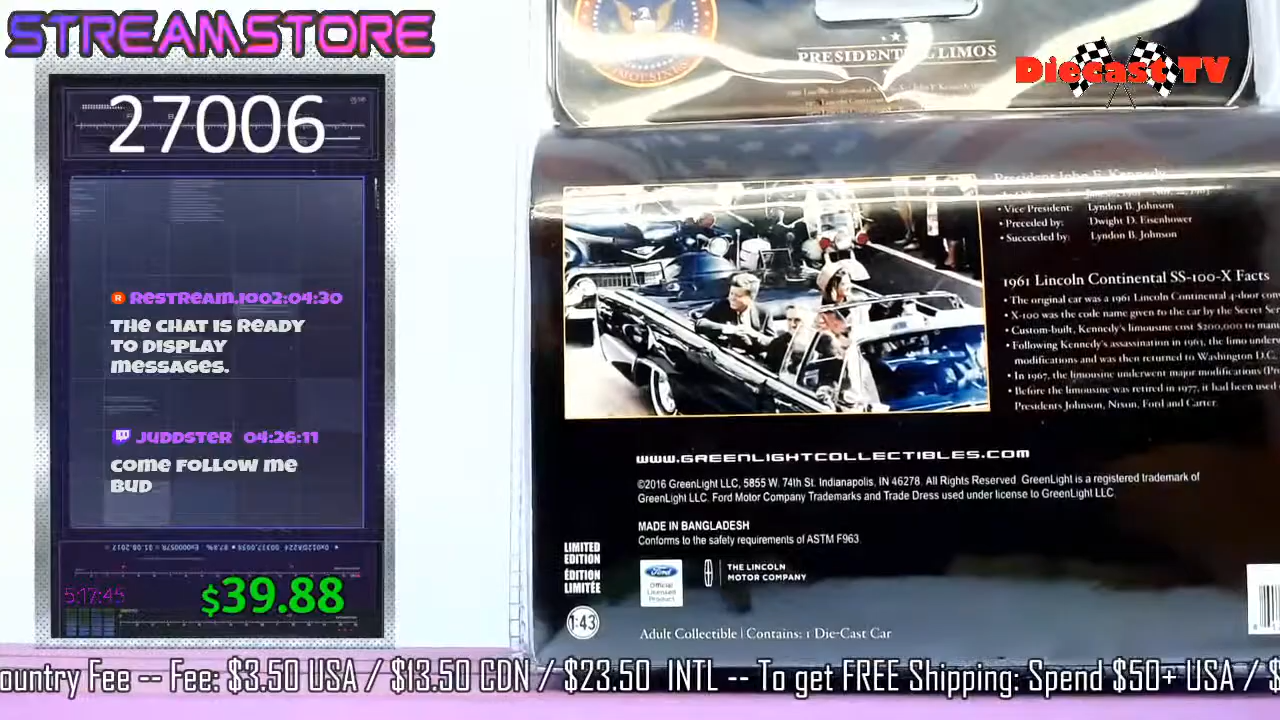 STREAMSTORE
27006
Restream.io 02:04:30
THE CHAT IS READY
TO DISPLAY
MESSAGES.
JUDDSTER 04:26:11
COME FOLLOW ME
BUD
5:17:45
$39.88
PRESIDENTIAL LIMOS
Diecast TV
President John F. Kennedy
• Vice President: Lyndon B. Johnson
• Preceded by: Dwight D. Eisenhower
• Succeeded by: Lyndon B. Johnson
1961 Lincoln Continental SS-100-X Facts
• The original car was a 1961 Lincoln Continental 4-door
• X-100 was the code name given to the car by the Secret
• Custom-built, Kennedy's limousine cost $200,000 to
• Following Kennedy's assassination in 1963, the limo
modifications and was then returned to Washington D.C.
• In 1967, the limousine underwent major modifications
• Before the limousine was retired in 1977, it had been used
Presidents Johnson, Nixon, Ford and Carter.
WWW.GREENLIGHTCOLLECTIBLES.COM
©2016 GreenLight LLC, 5855 W. 74th St. Indianapolis, IN 46278. All Rights Reserved. GreenLight is a registered trademark of
GreenLight LLC. Ford Motor Company Trademarks and Trade Dress used under license to GreenLight LLC.
MADE IN BANGLADESH
Conforms to the safety requirements of ASTM F963.
LIMITED
EDITION
ÉDITION
LIMITÉE
1:43
Ford
Official
Licensed
Product
THE LINCOLN
MOTOR COMPANY
Adult Collectible | Contains: 1 Die-Cast Car
ountry Fee -- Fee: $3.50 USA / $13.50 CDN / $23.50 INTL -- To get FREE Shipping: Spend $50+ USA / $